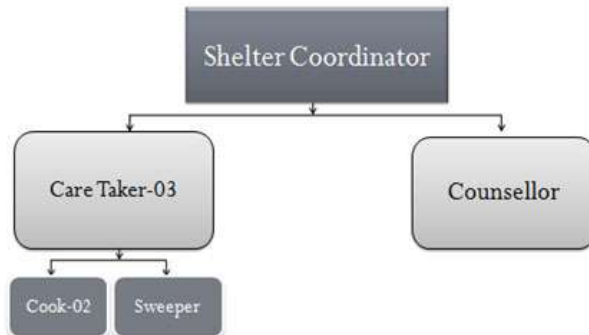 Shelter Coordinator
Care Taker-03
Counsellor
Cook-02
Sweeper